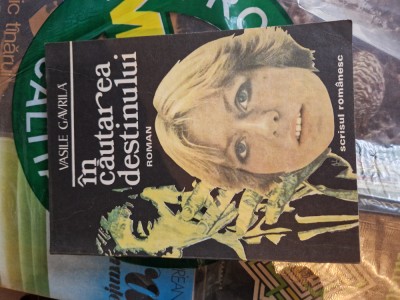 VASILE GAVRILĂ
în
căutarea
destinului
ROMAN
scrisul românesc